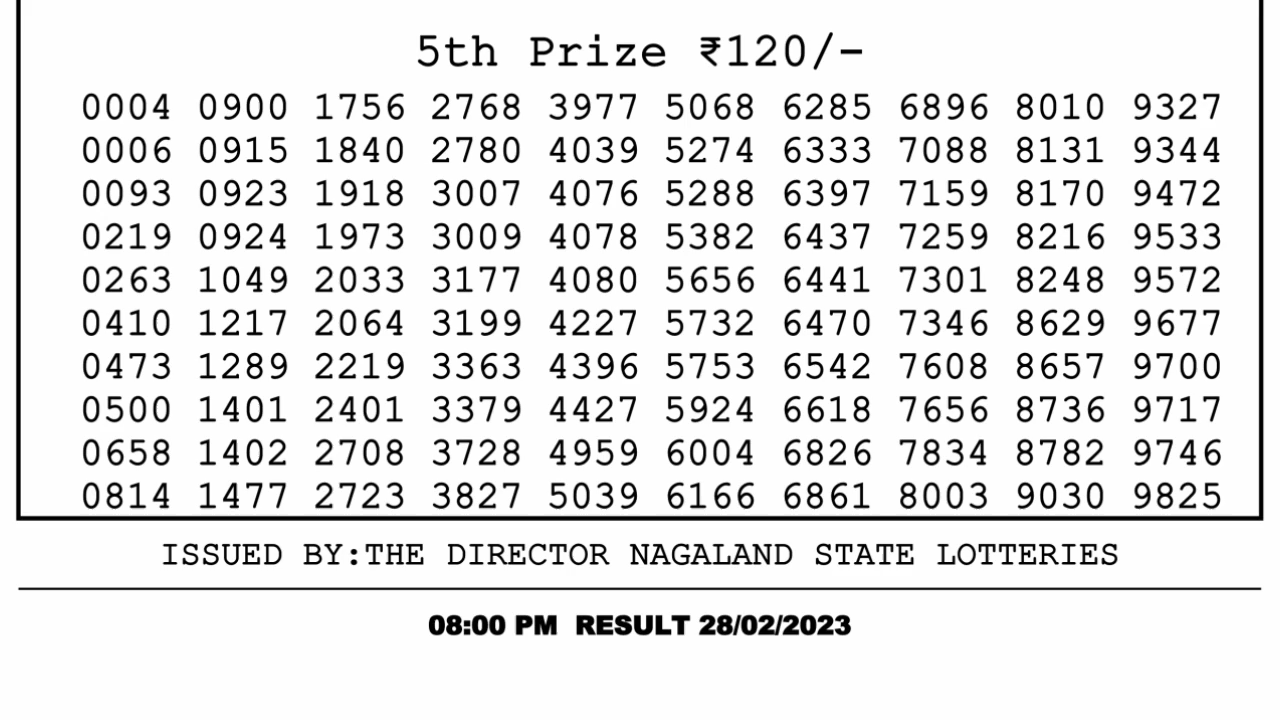 5th Prize ₹120/-
0004 0900 1756 2768 3977 5068 6285 6896 8010 9327
0006 0915 1840 2780 4039 5274 6333 7088 8131 9344
0093 0923 1918 3007 4076 5288 6397 7159 8170 9472
0219 0924 1973 3009 4078 5382 6437 7259 8216 9533
0263 1049 2033 3177 4080 5656 6441 7301 8248 9572
0410 1217 2064 3199 4227 5732 6470 7346 8629 9677
0473 1289 2219 3363 4396 5753 6542 7608 8657 9700
0500 1401 2401 3379 4427 5924 6618 7656 8736 9717
0658 1402 2708 3728 4959 6004 6826 7834 8782 9746
0814 1477 2723 3827 5039 6166 6861 8003 9030 9825
ISSUED BY:THE DIRECTOR NAGALAND STATE LOTTERIES
08:00 PM RESULT 28/02/2023